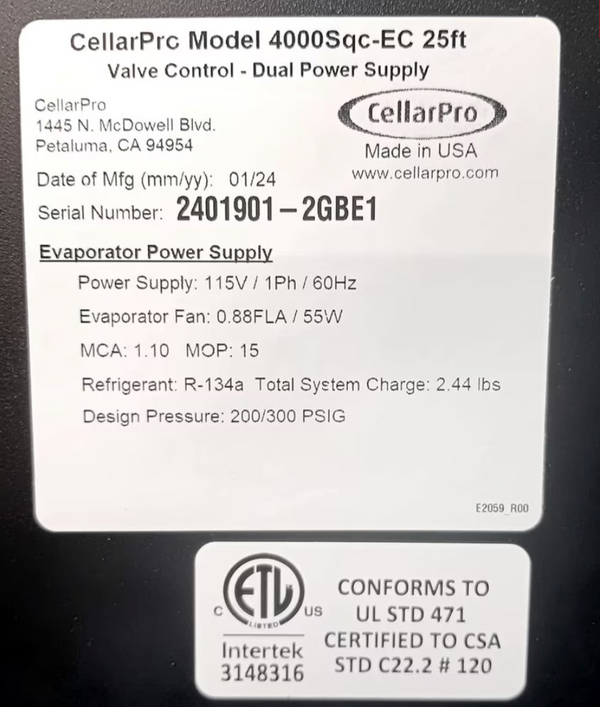 CellarPrc Model 4000Sqc-EC 25ft
Valve Control - Dual Power Supply
CellarPro
1445 N. McDowell Blvd.
Petaluma, CA 94954
CellarPro
Made in USA
www.cellarpro.com
Date of Mfg (mm/yy): 01/24
Serial Number: 2401901-2GBE1
Evaporator Power Supply
Power Supply: 115V / 1Ph / 60Hz
Evaporator Fan: 0.88FLA / 55W
MCA: 1.10 MOP: 15
Refrigerant: R-134a Total System Charge: 2.44 lbs
Design Pressure: 200/300 PSIG
E2059_R00
C ETL US
LISTED
Intertek
3148316
CONFORMS TO
UL STD 471
CERTIFIED TO CSA
STD C22.2 # 120